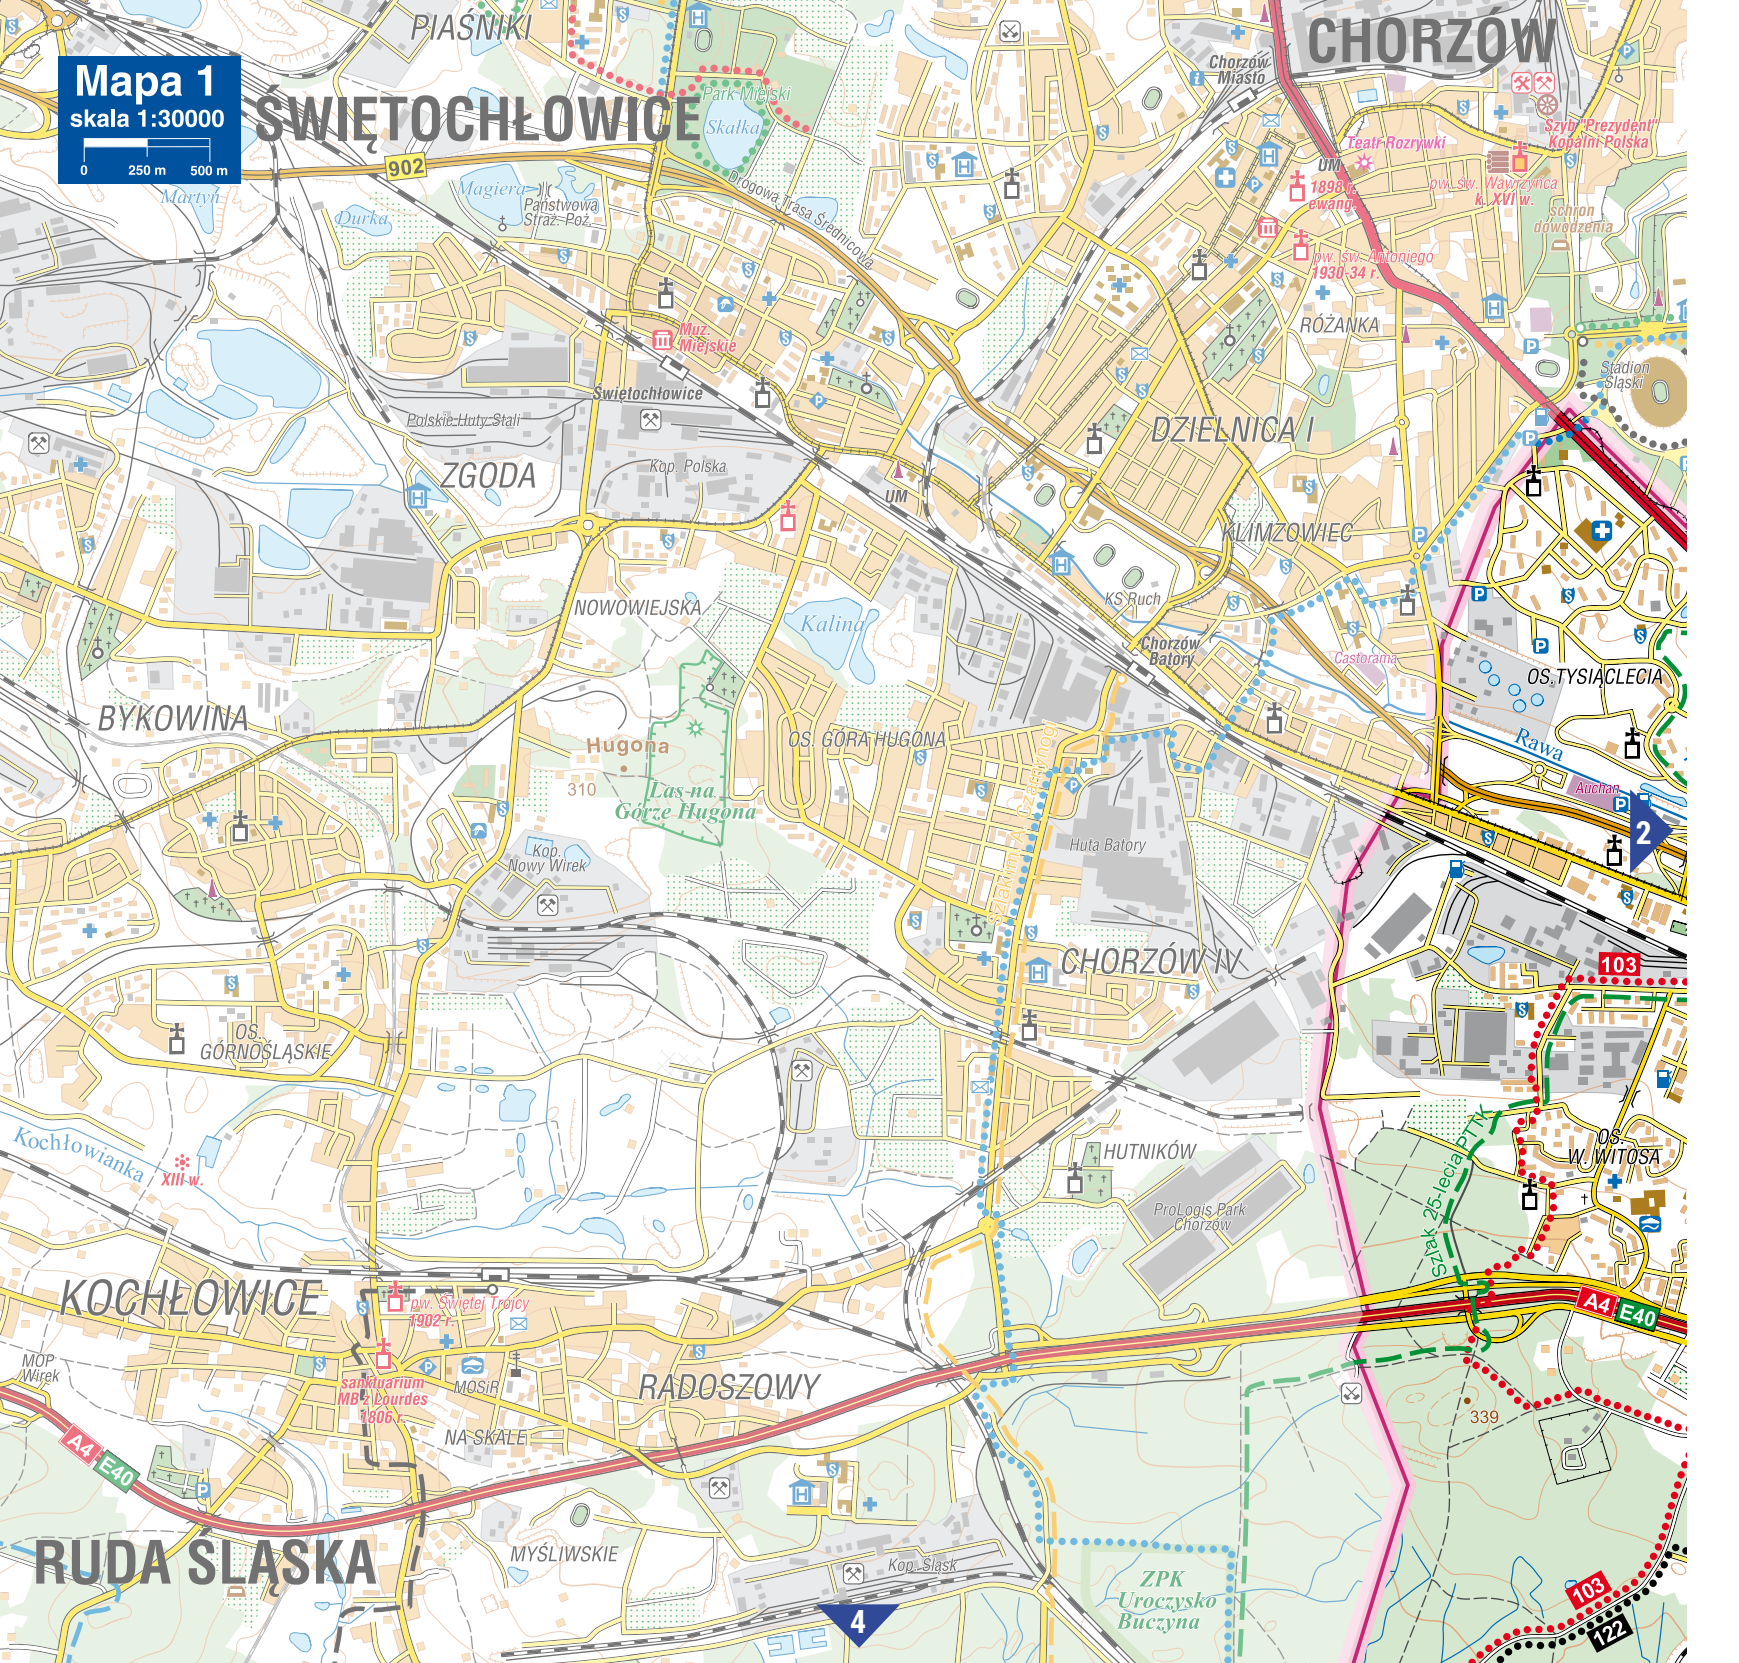 PIAŚNIKI
CHORZÓW
Mapa 1
skala 1:30000
0 250 m 500 m
ŚWIĘTOCHŁOWICE
902
Park Miejski
Skałka
Chorzów
Miasto
Teatr Rozrywki
Szyb "Prezydent"
Kopalni Polska
UM
1898 r.
ewang.
pw. św. Wawrzyńca
k. XVI w.
schron
dowodzenia
pw. św. Antoniego
1930-34 r.
Martyn
Magiera
Durka
Państwowa
Straż Poż.
Drogowa Trasa Średnicowa
RÓŻANKA
Muz.
Miejskie
Świętochłowice
Stadion
Śląski
Polskie Huty Stali
ZGODA
Kop. Polska
UM
DZIELNICA I
KLIMZOWIEC
KS Ruch
NOWOWIEJSKA
Kalina
Chorzów
Batory
Castorama
OS.TYSIĄCLECIA
Rawa
Auchan
BYKOWINA
Hugona
310
OS. GÓRA HUGONA
Las na
Górze Hugona
2
Kop.
Nowy Wirek
Huta Batory
CHORZÓW IV
103
OS.
GÓRNOŚLĄSKIE
Kochłowianka
XIII w.
HUTNIKÓW
ProLogis Park
Chorzów
Szlak 25-lecia PTTK
OS.
W. WITOSA
KOCHŁOWICE
pw. Świętej Trójcy
1902 r.
A4 E40
MOP
Wirek
sanktuarium
MB z Lourdes
1806 r.
MOSiR
RADOSZOWY
NA SKALE
339
A4 E40
RUDA ŚLĄSKA
MYŚLIWSKIE
Kop. Śląsk
4
ZPK
Uroczysko
Buczyna
103
122